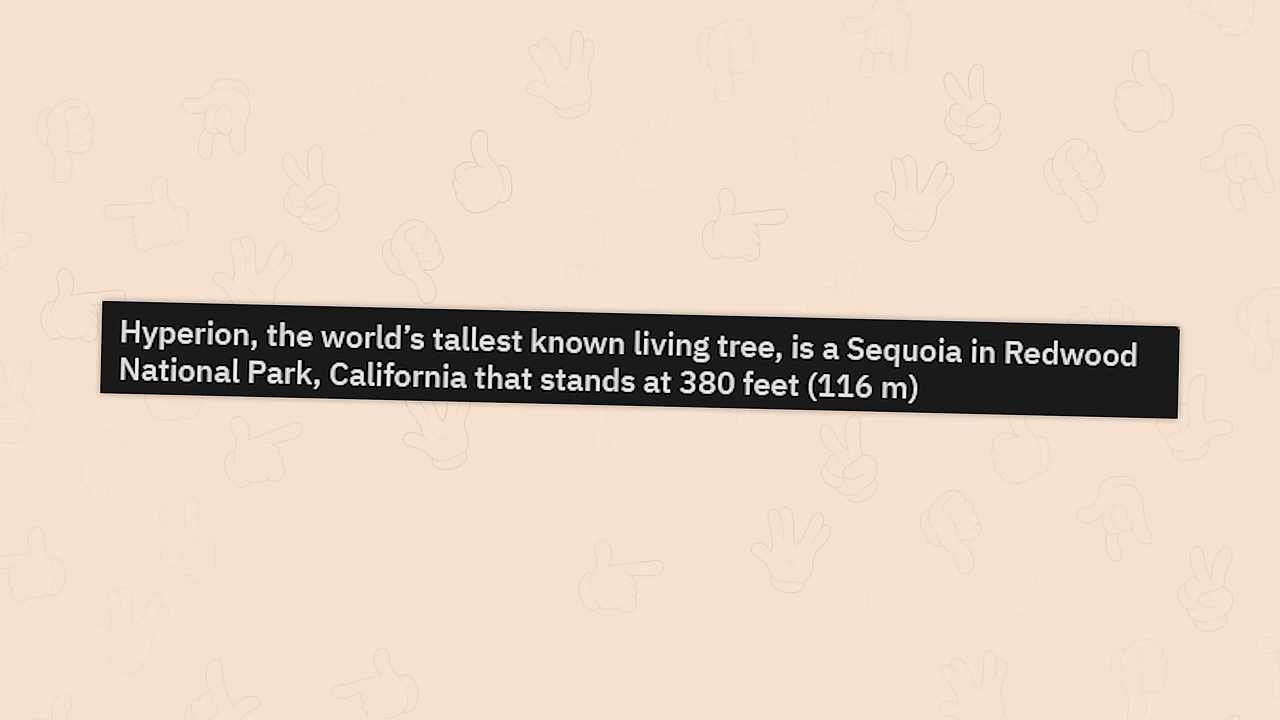 Hyperion, the world’s tallest known living tree, is a Sequoia in Redwood
National Park, California that stands at 380 feet (116 m)